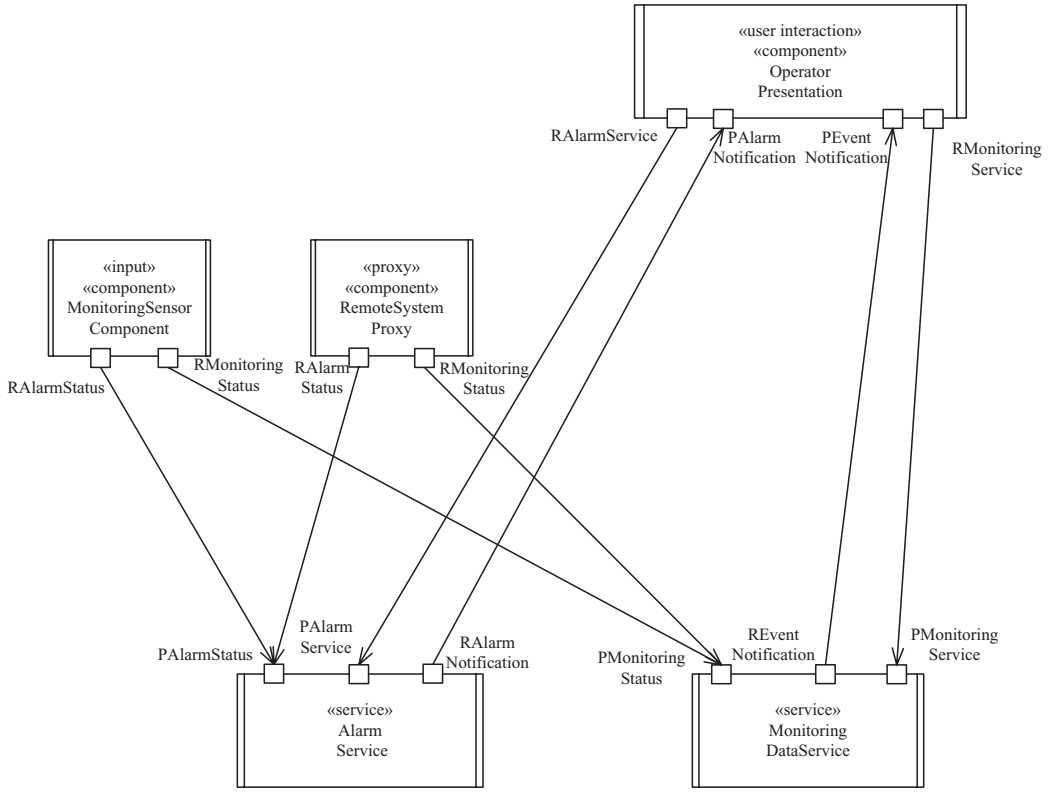 «user interaction»
«component»
Operator
Presentation
RAlarmService
PAlarm
Notification
PEvent
Notification
RMonitoring
Service
«input»
«component»
MonitoringSensor
Component
«proxy»
«component»
RemoteSystem
Proxy
RAlarmStatus
RMonitoring
Status
RAlarm
Status
RMonitoring
Status
PAlarmStatus
PAlarm
Service
RAlarm
Notification
PMonitoring
Status
REvent
Notification
PMonitoring
Service
«service»
Alarm
Service
«service»
Monitoring
DataService